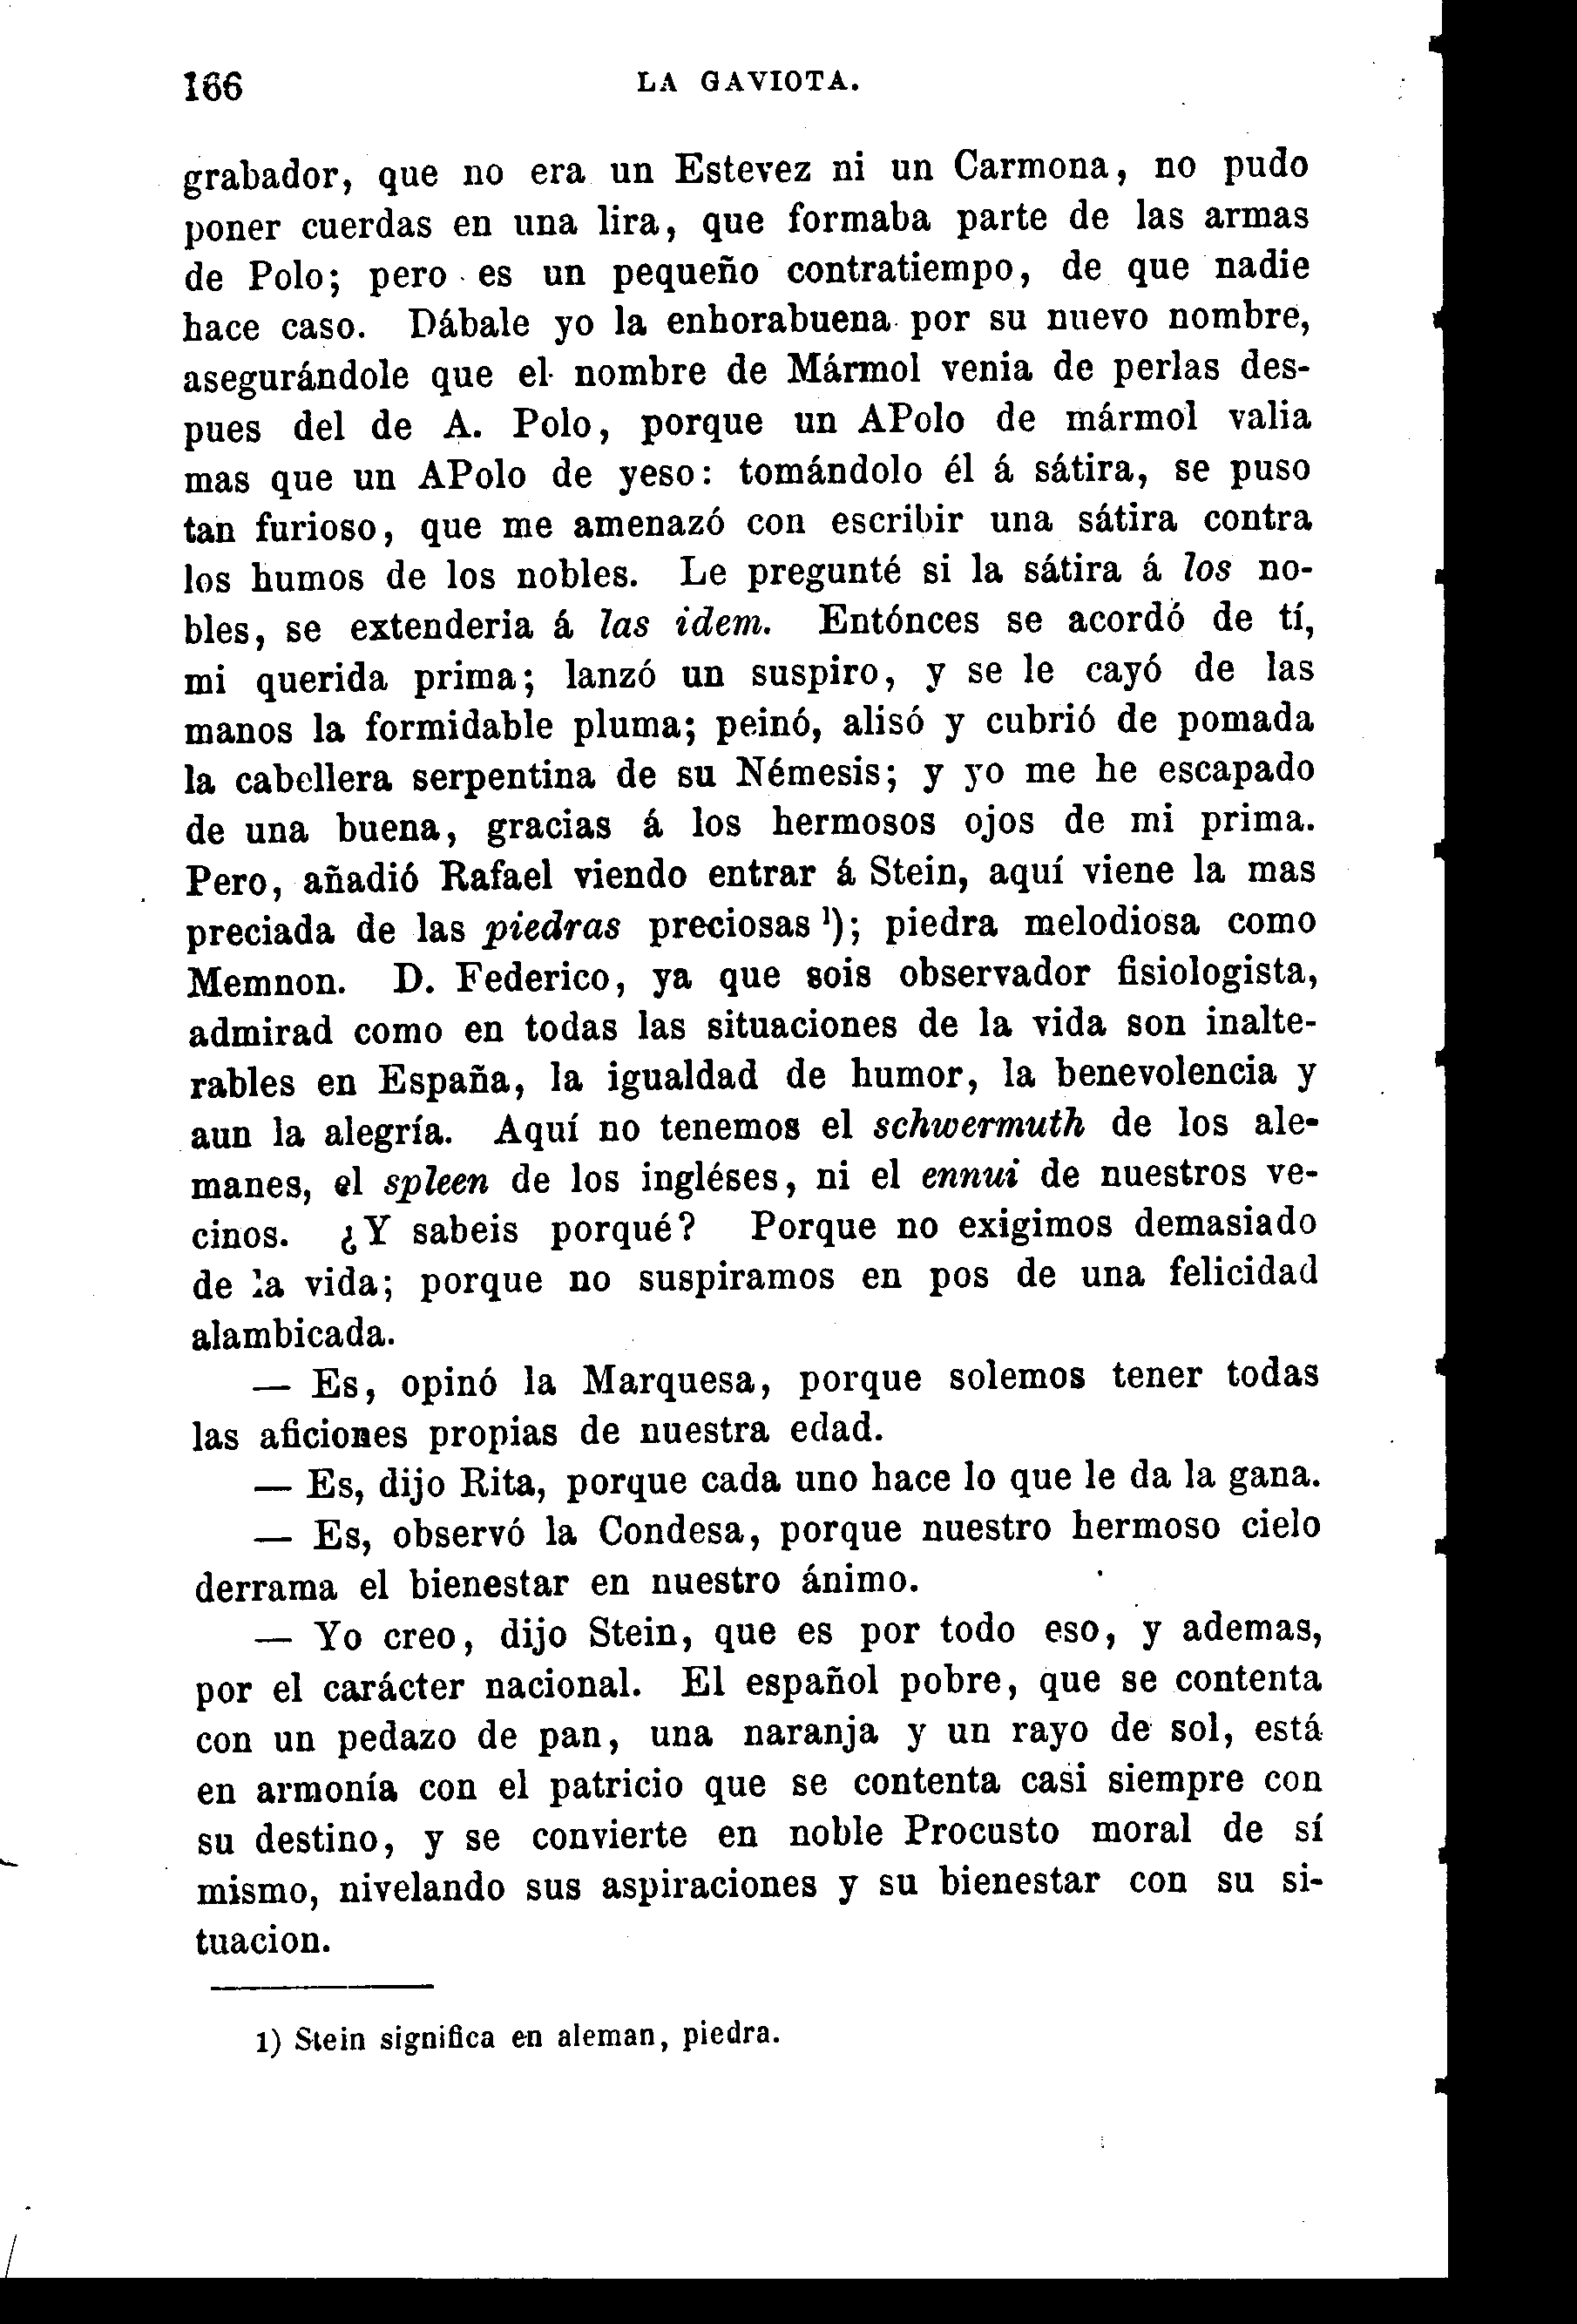 166 LA GAVIOTA.
grabador, que no era un Estevez ni un Carmona, no pudo
poner cuerdas en una lira, que formaba parte de las armas
de Polo; pero es un pequeño contratiempo, de que nadie
hace caso. Dábale yo la enhorabuena por su nuevo nombre,
asegurándole que el nombre de Mármol venia de perlas des-
pues del de A. Polo, porque un APolo de mármol valia
mas que un APolo de yeso: tomándolo él á sátira, se puso
tan furioso, que me amenazó con escribir una sátira contra
los humos de los nobles. Le pregunté si la sátira á los no-
bles, se extenderia á las idem. Entónces se acordó de tí,
mi querida prima; lanzó un suspiro, y se le cayó de las
manos la formidable pluma; peinó, alisó y cubrió de pomada
la cabellera serpentina de su Némesis; y yo me he escapado
de una buena, gracias á los hermosos ojos de mi prima.
Pero, añadió Rafael viendo entrar á Stein, aquí viene la mas
preciada de las piedras preciosas ¹); piedra melodiosa como
Memnon. D. Federico, ya que sois observador fisiologista,
admirad como en todas las situaciones de la vida son inalte-
rables en España, la igualdad de humor, la benevolencia y
aun la alegría. Aquí no tenemos el schwermuth de los ale-
manes, el spleen de los ingléses, ni el ennui de nuestros ve-
cinos. ¿Y sabeis porqué? Porque no exigimos demasiado
de la vida; porque no suspiramos en pos de una felicidad
alambicada.
— Es, opinó la Marquesa, porque solemos tener todas
las aficiones propias de nuestra edad.
— Es, dijo Rita, porque cada uno hace lo que le da la gana.
— Es, observó la Condesa, porque nuestro hermoso cielo
derrama el bienestar en nuestro ánimo.
— Yo creo, dijo Stein, que es por todo eso, y ademas,
por el carácter nacional. El español pobre, que se contenta
con un pedazo de pan, una naranja y un rayo de sol, está
en armonía con el patricio que se contenta casi siempre con
su destino, y se convierte en noble Procusto moral de sí
mismo, nivelando sus aspiraciones y su bienestar con su si-
tuacion.
1) Stein significa en aleman, piedra.